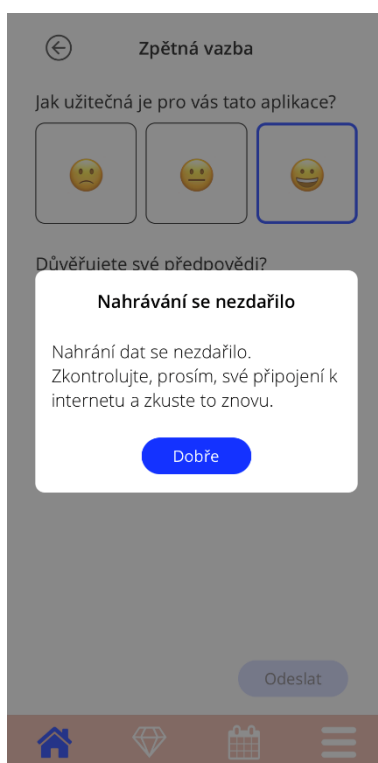 Zpětná vazba
Jak užitečná je pro vás tato aplikace?
Důvěřujete své předpovědi?
Nahrávání se nezdařilo
Nahrání dat se nezdařilo.
Zkontrolujte, prosím, své připojení k
internetu a zkuste to znovu.
Dobře
Odeslat